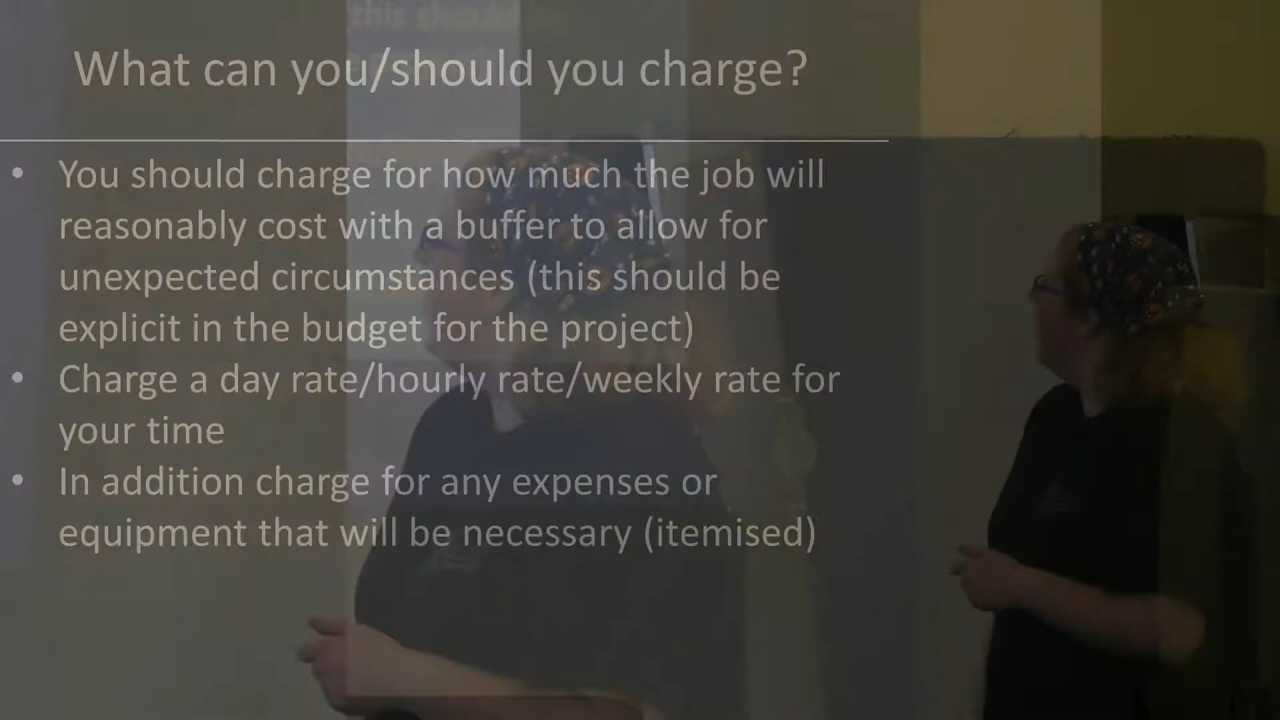 this should be
What can you/should you charge?
• You should charge for how much the job will
reasonably cost with a buffer to allow for
unexpected circumstances (this should be
explicit in the budget for the project)
• Charge a day rate/hourly rate/weekly rate for
your time
• In addition charge for any expenses or
equipment that will be necessary (itemised)